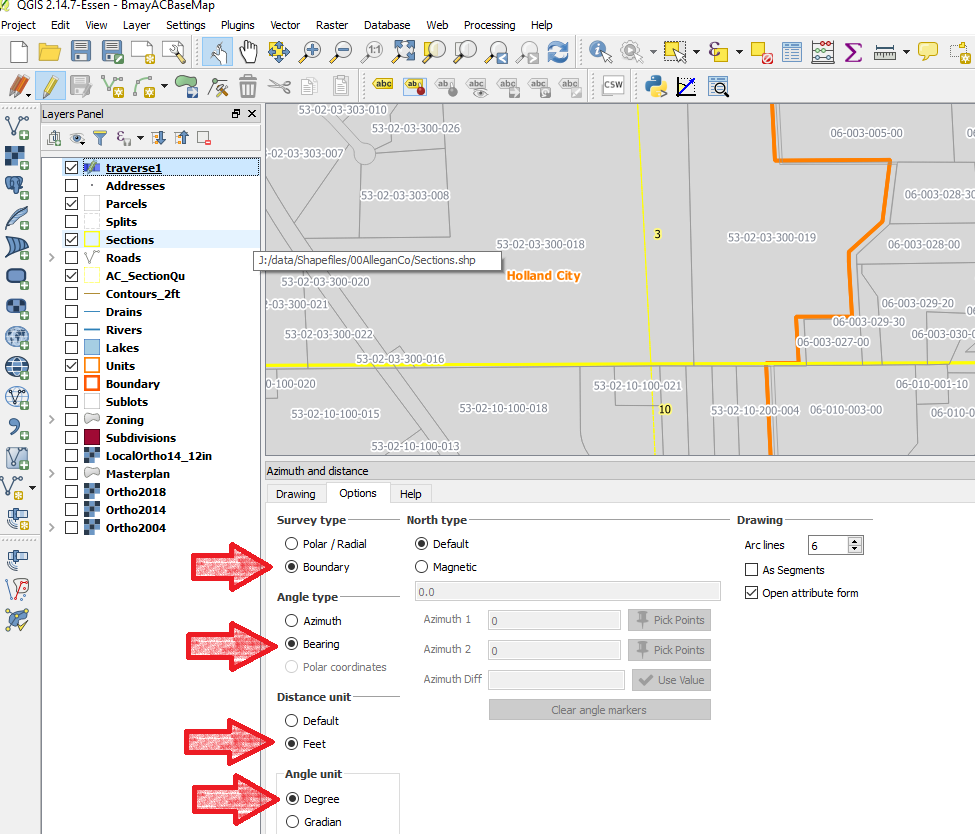 QGIS 2.14.7-Essen - BmayACBaseMap
Project Edit View Layer Settings Plugins Vector Raster Database Web Processing Help
abc ab abc abc abc abc abc CSW
Layers Panel
traverse1
Addresses
Parcels
Splits
Sections
Roads
AC_SectionQu
Contours_2ft
Drains
Rivers
Lakes
Units
Boundary
Sublots
Zoning
Subdivisions
LocalOrtho14_12in
Masterplan
Ortho2018
Ortho2014
Ortho2004
53-02-03-303-010
53-02-03-300-026
06-003-005-00
-02-03-303-007
53-02-03-303-008
06-003-028-30
3
53-02-03-300-018
53-02-03-300-019
06-003-028-00
J:/data/Shapefiles/00AlleganCo/Sections.shp
Holland City
53-02-03-300-020
-03-300-021
06-003-029-20
06-003-029-30
53-02-03-300-022
06-003-027-00
06-003-030-0
53-02-03-300-016
0-100-020
53-02-10-100-021
06-010-001-10
53-02-10-100-015
53-02-10-100-018
10
53-02-10-200-004
06-010-003-00
06-010-0
53-02-10-100-013
Azimuth and distance
Drawing Options Help
Survey type
Polar / Radial
Boundary
Angle type
Azimuth
Bearing
Polar coordinates
Distance unit
Default
Feet
Angle unit
Degree
Gradian
North type
Default
Magnetic
0.0
Azimuth 1 0 Pick Points
Azimuth 2 0 Pick Points
Azimuth Diff Use Value
Clear angle markers
Drawing
Arc lines 6
As Segments
Open attribute form